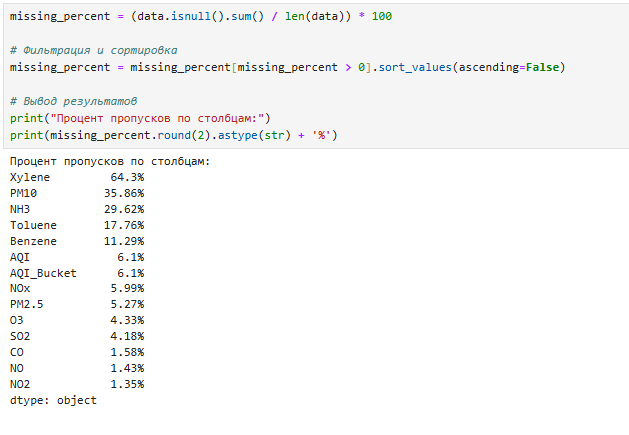 missing_percent = (data.isnull().sum() / len(data)) * 100
# Фильтрация и сортировка
missing_percent = missing_percent[missing_percent > 0].sort_values(ascending=False)
# Вывод результатов
print("Процент пропусков по столбцам:")
print(missing_percent.round(2).astype(str) + '%')
Процент пропусков по столбцам:
Xylene 64.3%
PM10 35.86%
NH3 29.62%
Toluene 17.76%
Benzene 11.29%
AQI 6.1%
AQI_Bucket 6.1%
NOx 5.99%
PM2.5 5.27%
O3 4.33%
SO2 4.18%
CO 1.58%
NO 1.43%
NO2 1.35%
dtype: object